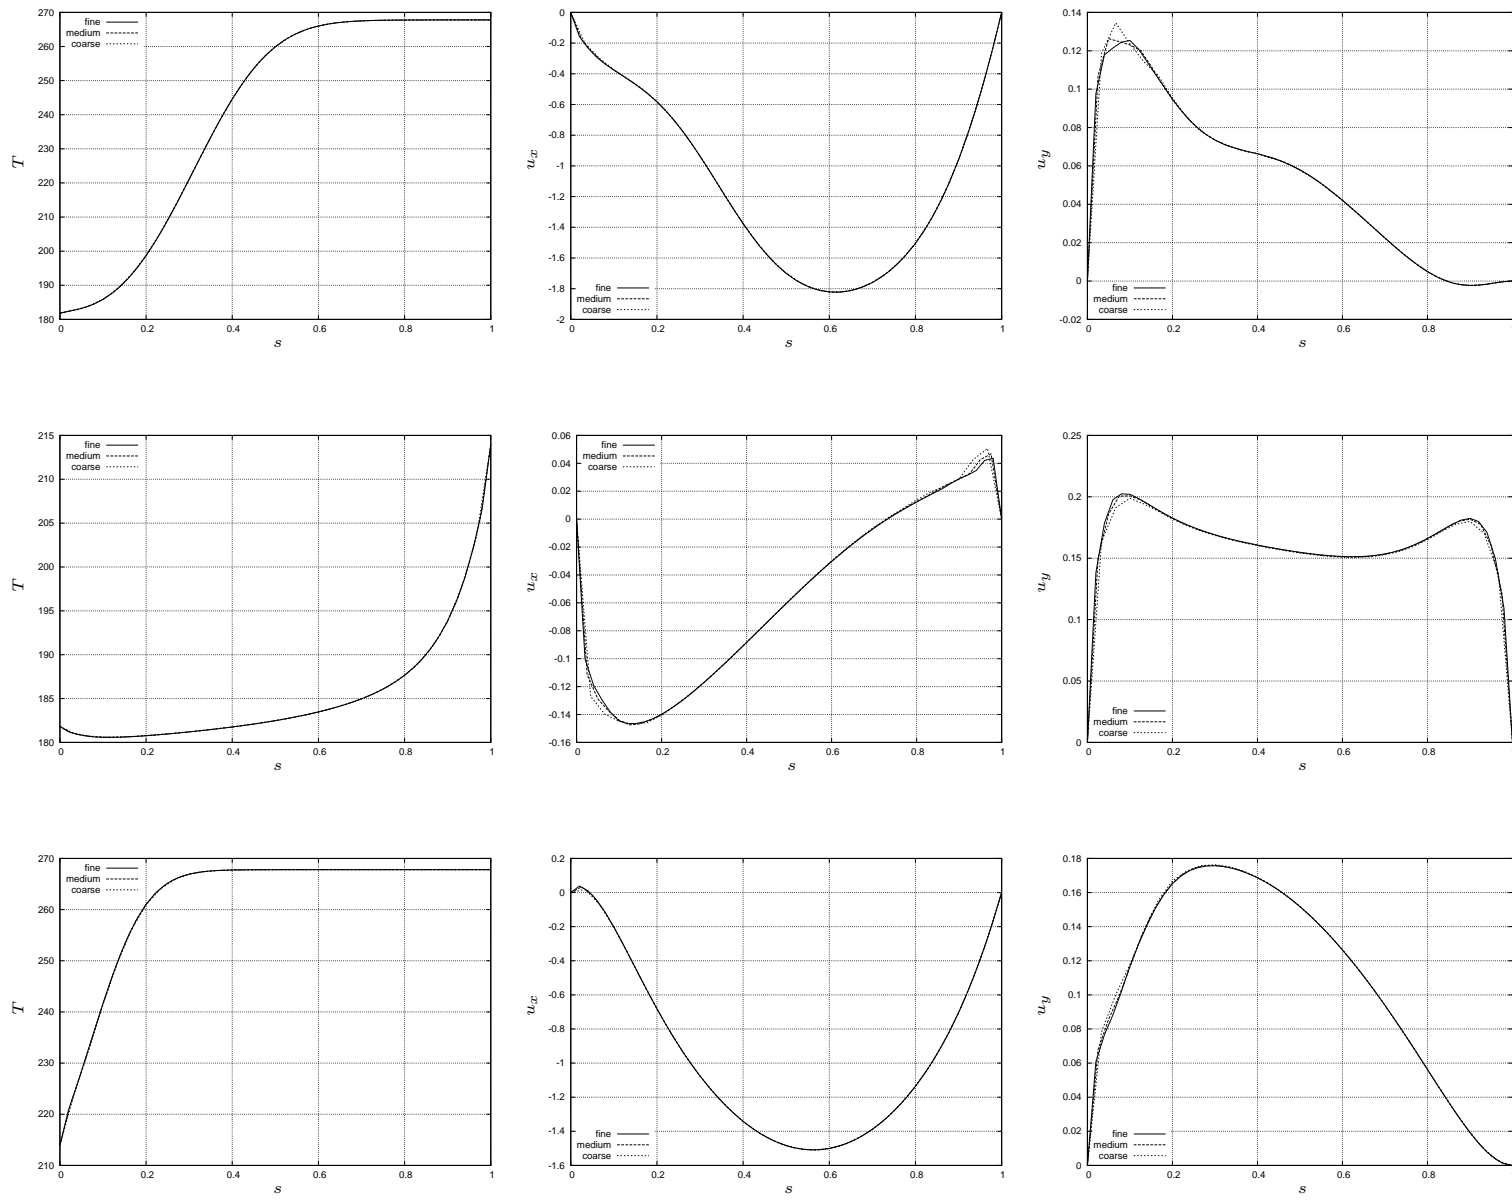 270
260
250
240
230
220
210
200
190
180
0 0.2 0.4 0.6 0.8 1
T
s
fine
medium
coarse
0
-0.2
-0.4
-0.6
-0.8
-1
-1.2
-1.4
-1.6
-1.8
-2
0 0.2 0.4 0.6 0.8 1
u_x
s
fine
medium
coarse
0.14
0.12
0.1
0.08
0.06
0.04
0.02
0
-0.02
0 0.2 0.4 0.6 0.8
u_y
s
fine
medium
coarse
215
210
205
200
195
190
185
180
0 0.2 0.4 0.6 0.8 1
T
s
fine
medium
coarse
0.06
0.04
0.02
0
-0.02
-0.04
-0.06
-0.08
-0.1
-0.12
-0.14
-0.16
0 0.2 0.4 0.6 0.8 1
u_x
s
fine
medium
coarse
0.25
0.2
0.15
0.1
0.05
0
0 0.2 0.4 0.6 0.8
u_y
s
fine
medium
coarse
270
260
250
240
230
220
210
0 0.2 0.4 0.6 0.8 1
T
s
fine
medium
coarse
0.2
0
-0.2
-0.4
-0.6
-0.8
-1
-1.2
-1.4
-1.6
0 0.2 0.4 0.6 0.8 1
u_x
s
fine
medium
coarse
0.18
0.16
0.14
0.12
0.1
0.08
0.06
0.04
0.02
0
0 0.2 0.4 0.6 0.8
u_y
s
fine
medium
coarse